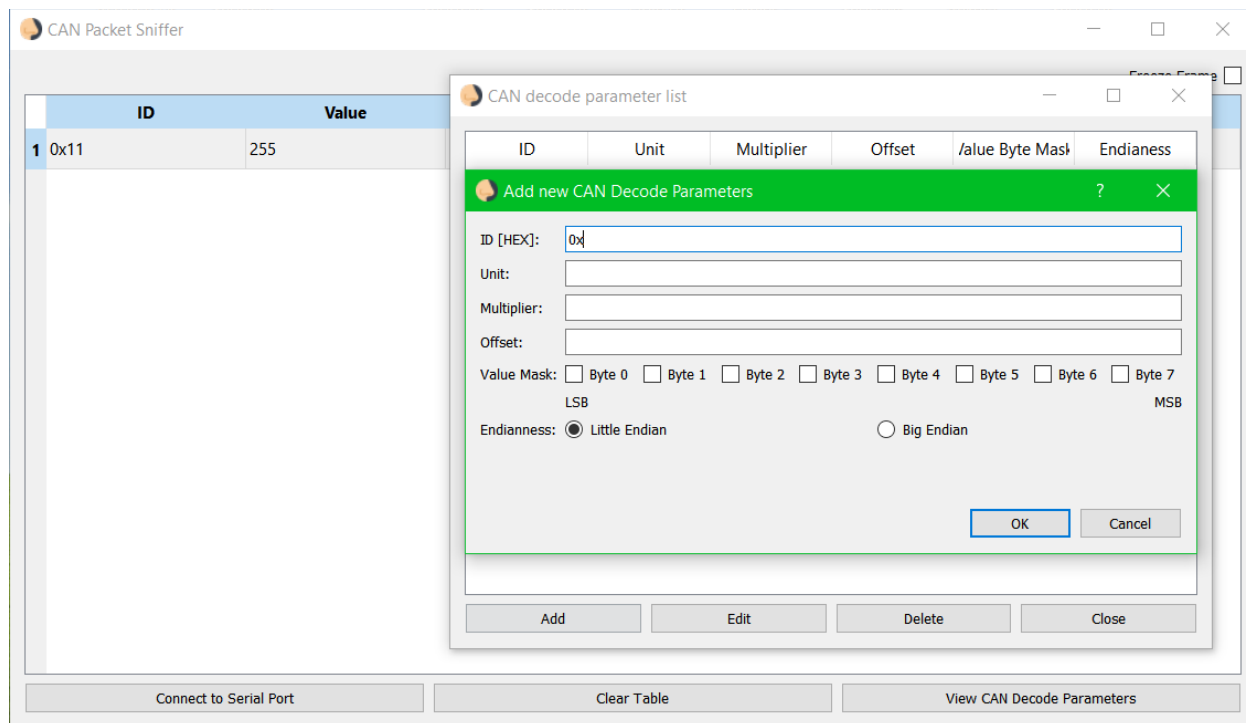 CAN Packet Sniffer
Freeze Frame
CAN decode parameter list
ID Value
1 0x11 255
ID Unit Multiplier Offset /alue Byte Mask Endianess
Add new CAN Decode Parameters ?
ID [HEX]: 0x
Unit:
Multiplier:
Offset:
Value Mask: Byte 0 Byte 1 Byte 2 Byte 3 Byte 4 Byte 5 Byte 6 Byte 7
LSB MSB
Endianness: Little Endian Big Endian
OK Cancel
Add Edit Delete Close
Connect to Serial Port Clear Table View CAN Decode Parameters